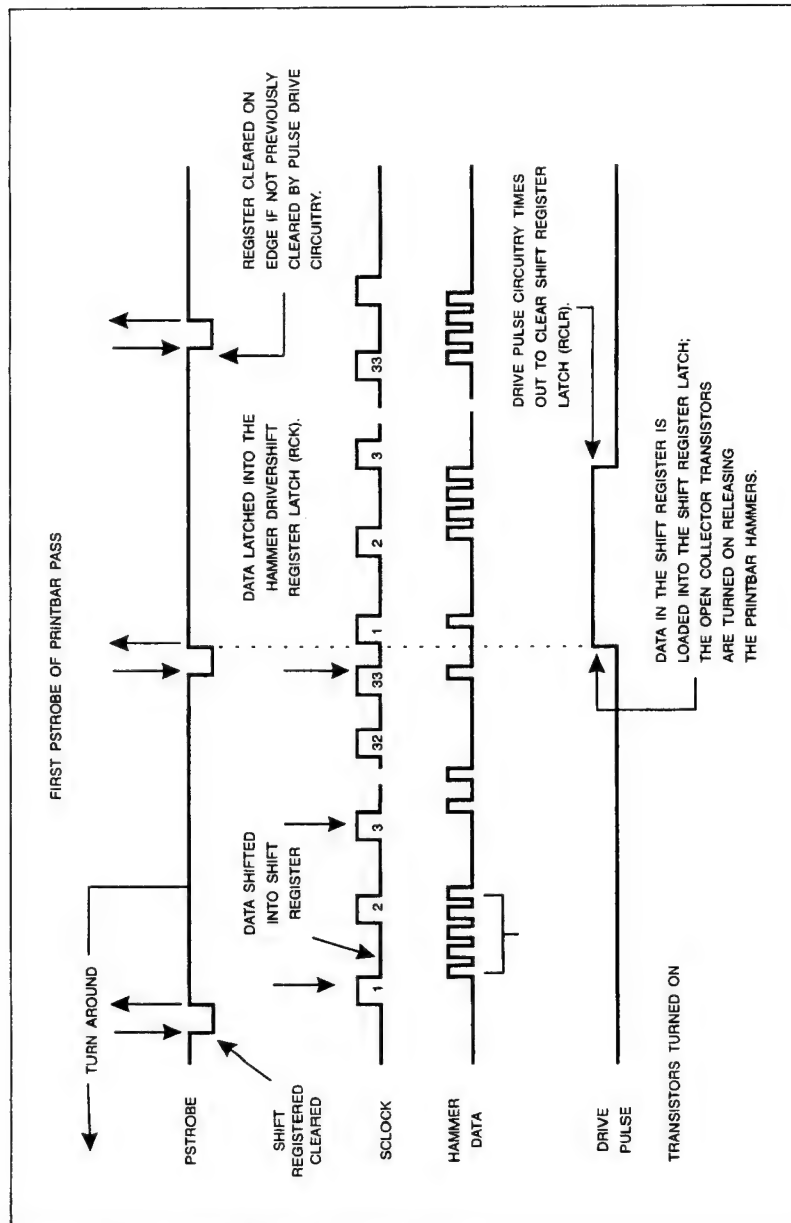 FIRST PSTROBE OF PRINTBAR PASS
TURN AROUND
PSTROBE
SHIFT
REGISTERED
CLEARED
REGISTER CLEARED ON
EDGE IF NOT PREVIOUSLY
CLEARED BY PULSE DRIVE
CIRCUITRY.
DATA SHIFTED
INTO SHIFT
REGISTER
DATA LATCHED INTO THE
HAMMER DRIVERSHIFT
REGISTER LATCH (RCK).
SCLOCK
1
2
3
32
33
1
2
3
33
HAMMER
DATA
DRIVE PULSE CIRCUITRY TIMES
OUT TO CLEAR SHIFT REGISTER
LATCH (RCLR).
DRIVE
PULSE
DATA IN THE SHIFT REGISTER IS
LOADED INTO THE SHIFT REGISTER LATCH;
THE OPEN COLLECTOR TRANSISTORS
ARE TURNED ON RELEASING
THE PRINTBAR HAMMERS.
TRANSISTORS TURNED ON